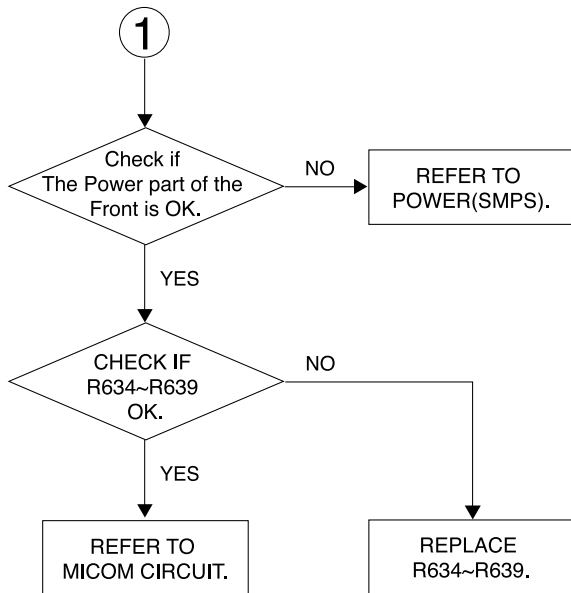 1
Check if
The Power part of the
Front is OK.
NO
REFER TO
POWER(SMPS).
YES
CHECK IF
R634~R639
OK.
NO
YES
REFER TO
MICOM CIRCUIT.
REPLACE
R634~R639.